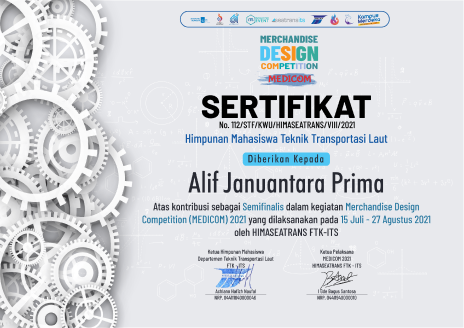 MERCHANDISE
DESIGN
COMPETITION
MEDICOM
SERTIFIKAT
No. 112/STF/KWU/HIMASEATRANS/VIII/2021
Himpunan Mahasiswa Teknik Transportasi Laut
Diberikan Kepada
Alif Januantara Prima
Atas kontribusi sebagai Semifinalis dalam kegiatan Merchandise Design
Competition (MEDICOM) 2021 yang dilaksanakan pada 15 Juli - 27 Agustus 2021
oleh HIMASEATRANS FTK-ITS
Ketua Himpunan Mahasiswa
Departemen Teknik Transportasi Laut
FTK - ITS
Ketua Pelaksana
MEDICOM 2021
HIMASEATRANS FTK - ITS